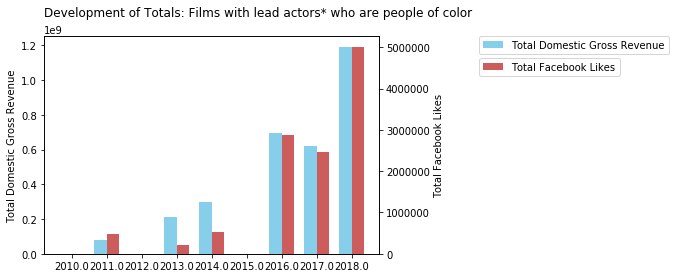 Development of Totals: Films with lead actors* who are people of color
1e9
1.2
1.0
0.8
0.6
0.4
0.2
0.0
Total Domestic Gross Revenue
2010.0 2011.0 2012.0 2013.0 2014.0 2015.0 2016.0 2017.0 2018.0
5000000
4000000
3000000
2000000
1000000
0
Total Facebook Likes
Total Domestic Gross Revenue
Total Facebook Likes